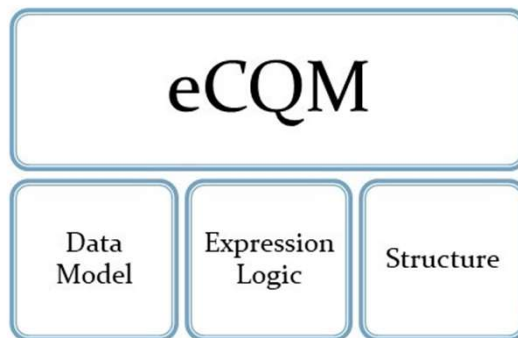 eCQM
Data
Model
Expression
Logic
Structure